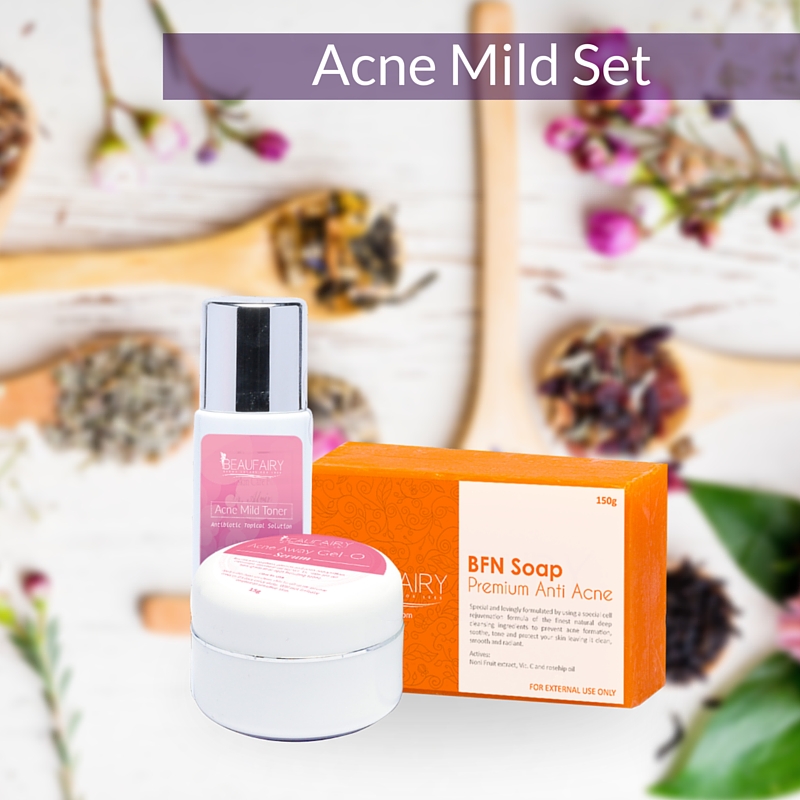 Acne Mild Set
BEAUFAIRY
Acne Mild Toner
Antibiotic Topical Solution
Acne Away Gel-O
Serum
15g
150g
BFN Soap
Premium Anti Acne
Special and lovingly formulated by using a special cell
rejuvenation formula of the finest natural deep
cleansing ingredients to prevent acne formation,
soothe, tone and protect your skin leaving it clean,
smooth and radiant.
Actives:
Noni Fruit extract, Vit. C and rosehip oil
FOR EXTERNAL USE ONLY